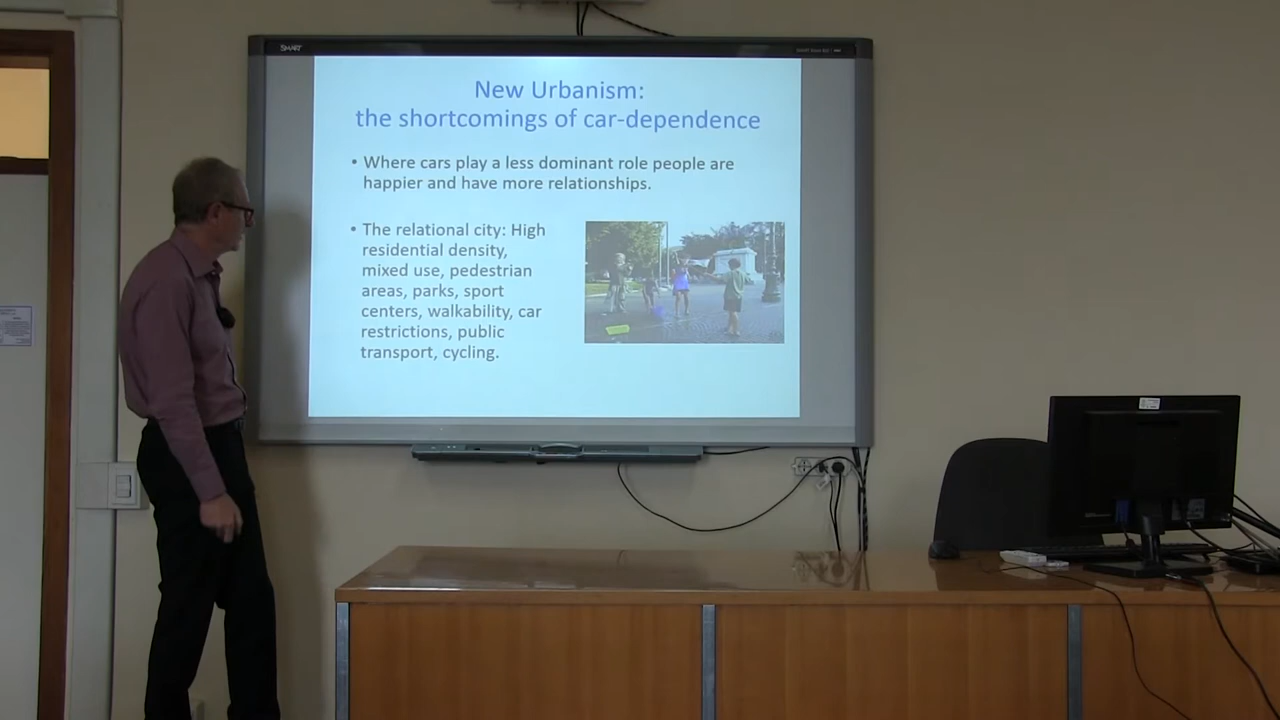 SMART
New Urbanism:
the shortcomings of car-dependence
• Where cars play a less dominant role people are
happier and have more relationships.
• The relational city: High
residential density,
mixed use, pedestrian
areas, parks, sport
centers, walkability, car
restrictions, public
transport, cycling.